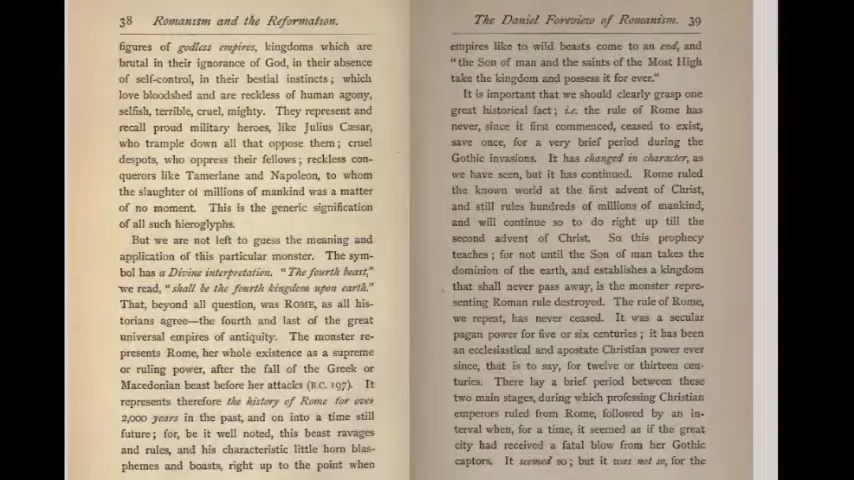 38 Romanism and the Reformation.
figures of godless empires, kingdoms which are
brutal in their ignorance of God, in their absence
of self-control, in their bestial instincts; which
love bloodshed and are reckless of human agony,
selfish, terrible, cruel, mighty. They represent and
recall proud military heroes, like Julius Cæsar,
who trample down all that oppose them; cruel
despots, who oppress their fellows; reckless con-
querors like Tamerlane and Napoleon, to whom
the slaughter of millions of mankind was a matter
of no moment. This is the generic signification
of all such hieroglyphs.
But we are not left to guess the meaning and
application of this particular monster. The sym-
bol has a Divine interpretation. "The fourth beast,"
we read, "shall be the fourth kingdom upon earth."
That, beyond all question, was ROME, as all his-
torians agree—the fourth and last of the great
universal empires of antiquity. The monster re-
presents Rome, her whole existence as a supreme
or ruling power, after the fall of the Greek or
Macedonian beast before her attacks (B.C. 197). It
represents therefore the history of Rome for over
2,000 years in the past, and on into a time still
future; for, be it well noted, this beast ravages
and rules, and his characteristic little horn blas-
phemes and boasts, right up to the point when
The Daniel Foreview of Romanism. 39
empires like to wild beasts come to an end, and
"the Son of man and the saints of the Most High
take the kingdom and possess it for ever."
It is important that we should clearly grasp one
great historical fact; i.e. the rule of Rome has
never, since it first commenced, ceased to exist,
save once, for a very brief period during the
Gothic invasions. It has changed in character, as
we have seen, but it has continued. Rome ruled
the known world at the first advent of Christ,
and still rules hundreds of millions of mankind,
and will continue so to do right up till the
second advent of Christ. So this prophecy
teaches; for not until the Son of man takes the
dominion of the earth, and establishes a kingdom
that shall never pass away, is the monster repre-
senting Roman rule destroyed. The rule of Rome,
we repeat, has never ceased. It was a secular
pagan power for five or six centuries; it has been
an ecclesiastical and apostate Christian power ever
since, that is to say, for twelve or thirteen cen-
turies. There lay a brief period between these
two main stages, during which professing Christian
emperors ruled from Rome, followed by an in-
terval when, for a time, it seemed as if the great
city had received a fatal blow from her Gothic
captors. It seemed so; but it was not so, for the